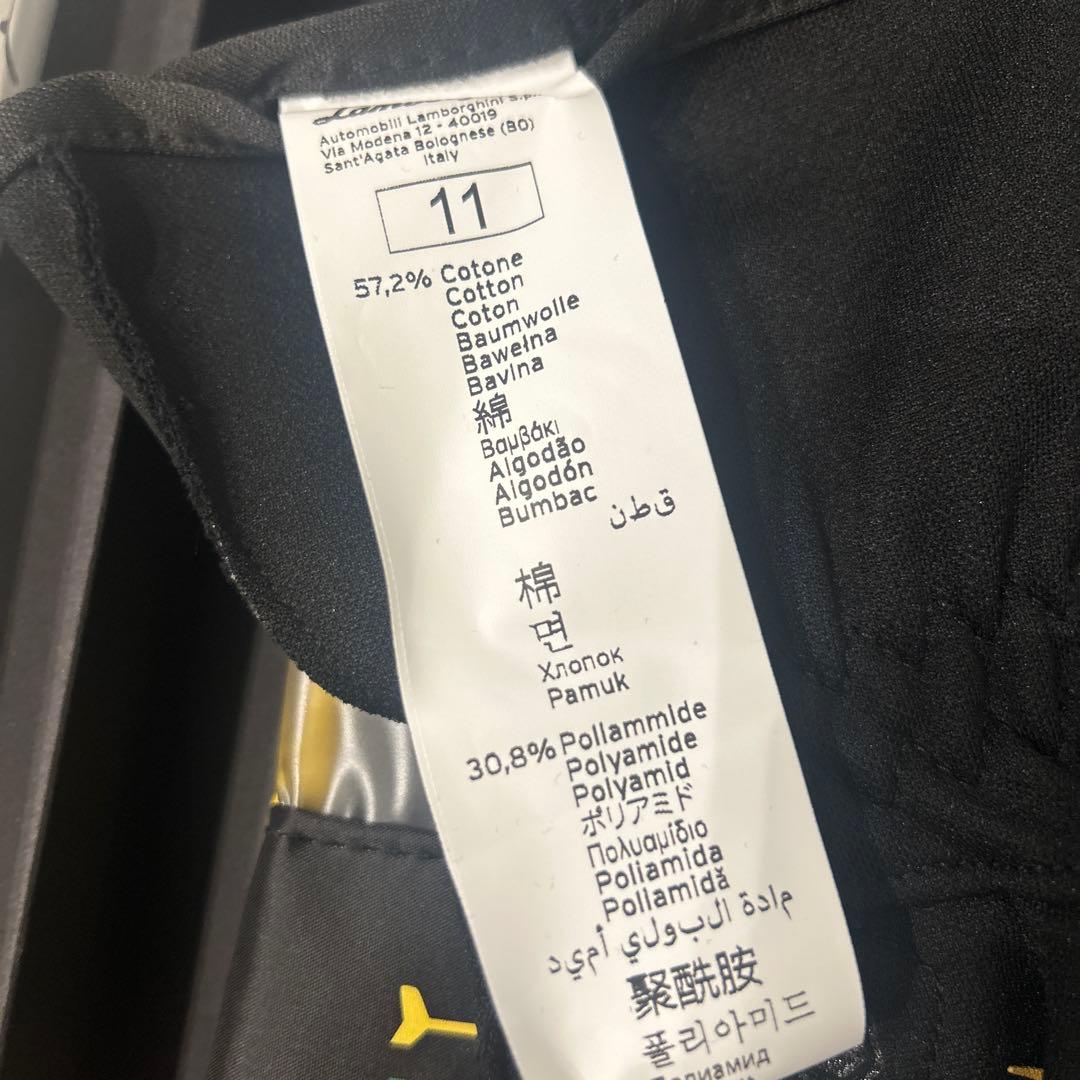 Automobili Lamborghini S.p.
Via Modena 12 - 40019
Sant'Agata Bolognese (BO)
Italy
11
57,2% Cotone
Cotton
Coton
Baumwolle
Bawełna
Bavlna
綿
Βαμβάκι
Algodão
Algodón
Bumbac
قطن
棉
면
Хлопок
Pamuk
30,8% Poliammide
Polyamide
Polyamid
ポリアミド
Πολυαμίδιο
Poliamida
Poliamidă
مادة البولي أميد
聚酰胺
폴리아미드
Полиамид